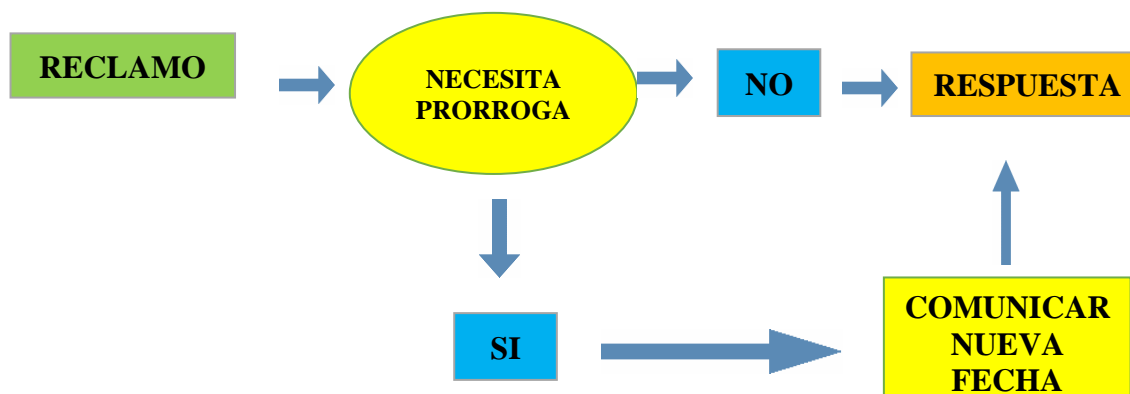 RECLAMO
NECESITA
PRORROGA
NO
RESPUESTA
SI
COMUNICAR
NUEVA
FECHA